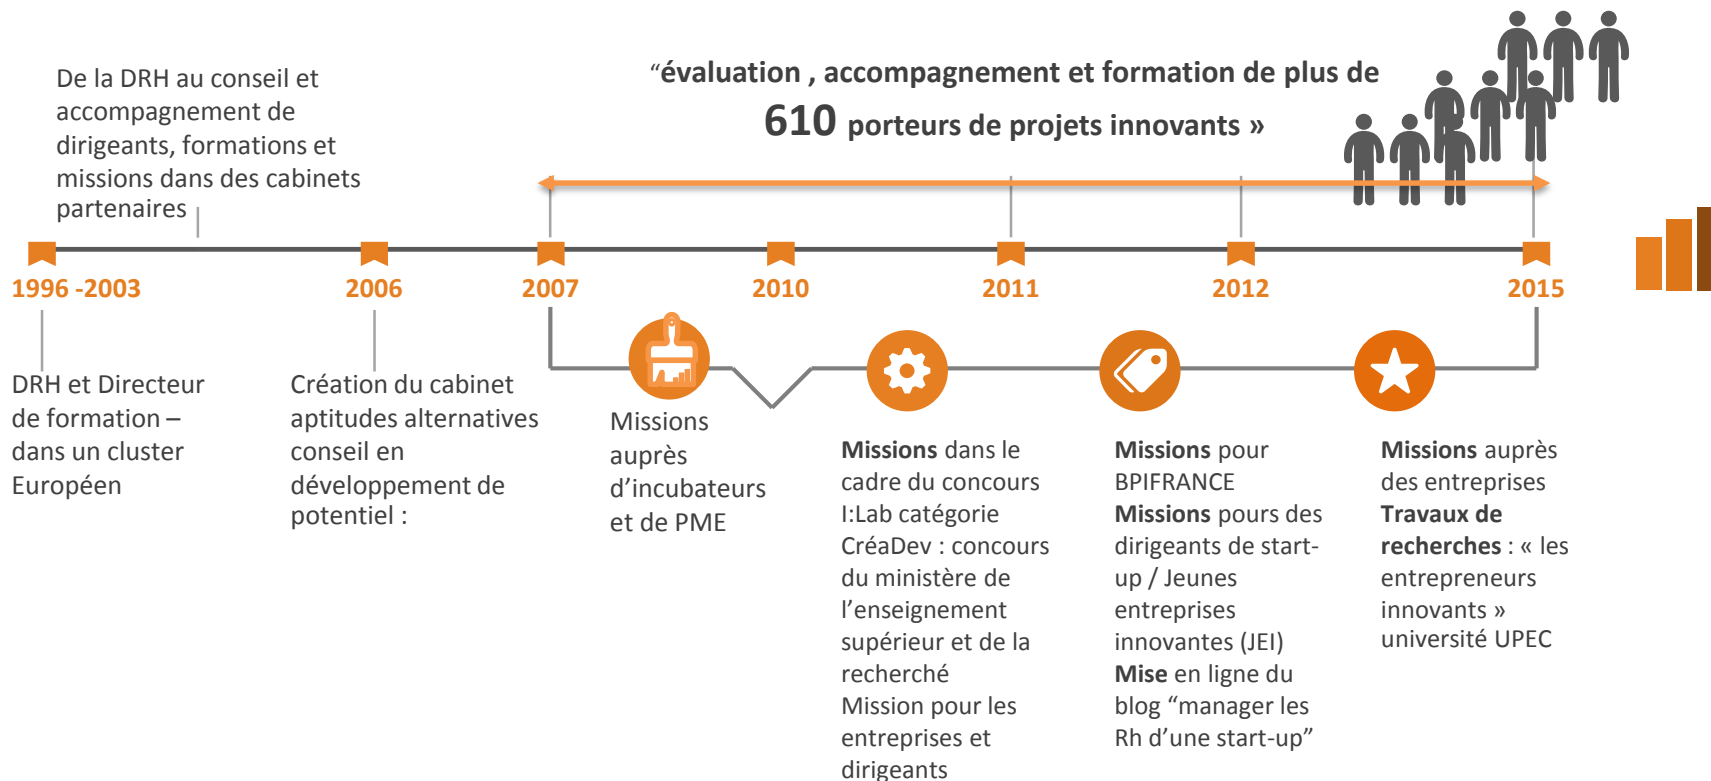 De la DRH au conseil et
accompagnement de
dirigeants, formations et
missions dans des cabinets
partenaires
“évaluation , accompagnement et formation de plus de
610 porteurs de projets innovants »
1996 -2003
2006
2007
2010
2011
2012
2015
DRH et Directeur
de formation –
dans un cluster
Européen
Création du cabinet
aptitudes alternatives
conseil en
développement de
potentiel :
Missions
auprès
d’incubateurs
et de PME
Missions dans le
cadre du concours
I:Lab catégorie
CréaDev : concours
du ministère de
l’enseignement
supérieur et de la
recherché
Mission pour les
entreprises et
dirigeants
Missions pour
BPIFRANCE
Missions pours des
dirigeants de start-
up / Jeunes
entreprises
innovantes (JEI)
Mise en ligne du
blog “manager les
Rh d’une start-up”
Missions auprès
des entreprises
Travaux de
recherches : « les
entrepreneurs
innovants »
université UPEC